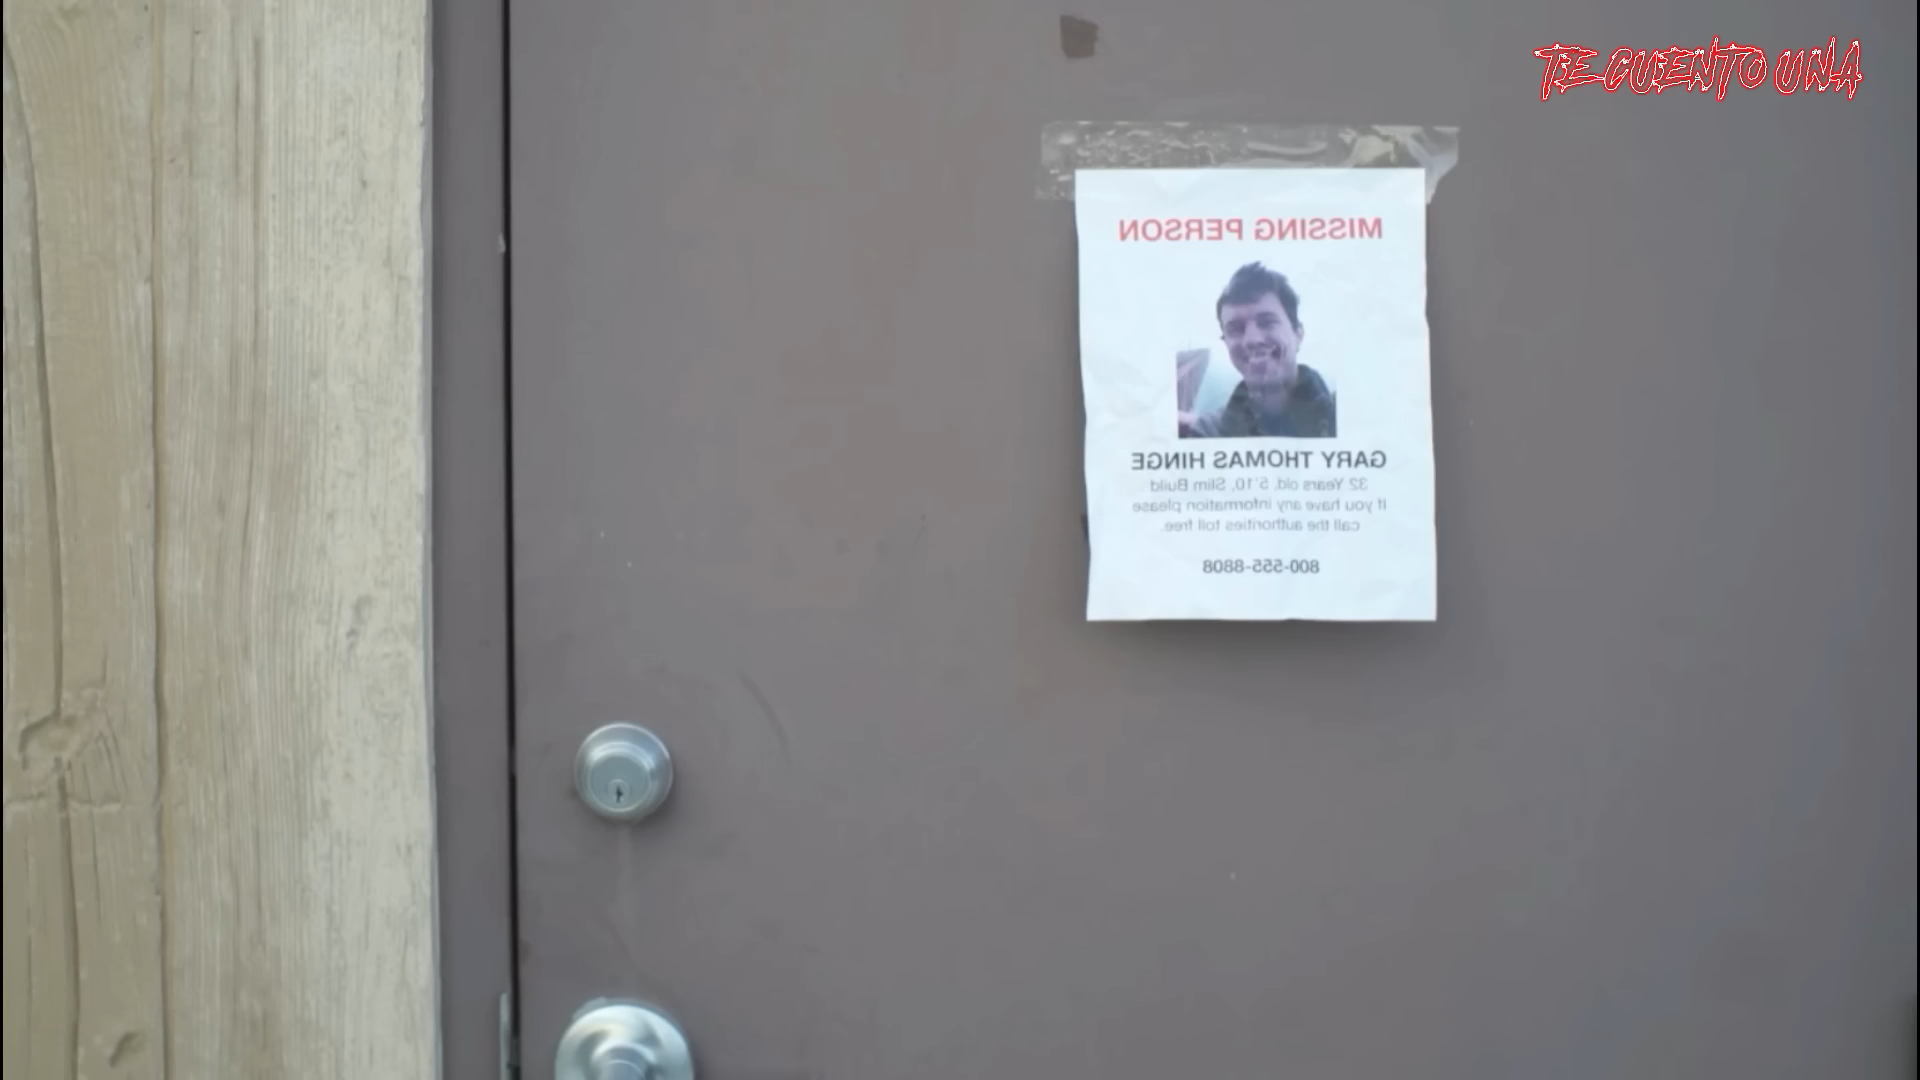 TE CUENTO UNA
MISSING PERSON
GARY THOMAS HINGE
32 Years old, 5'10, Slim Build
If you have any information please
call the authorities toll free.
800-555-8808